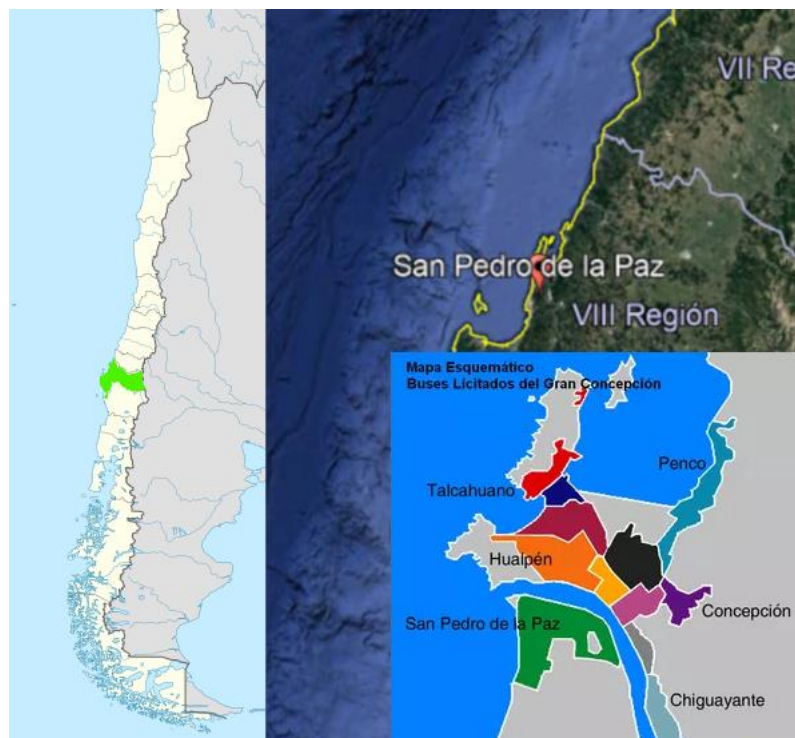 VII Re
San Pedro de la Paz
VIII Región
Mapa Esquemático
Buses Licitados del Gran Concepción
Penco
Talcahuano
Hualpén
Concepción
San Pedro de la Paz
Chiguayante